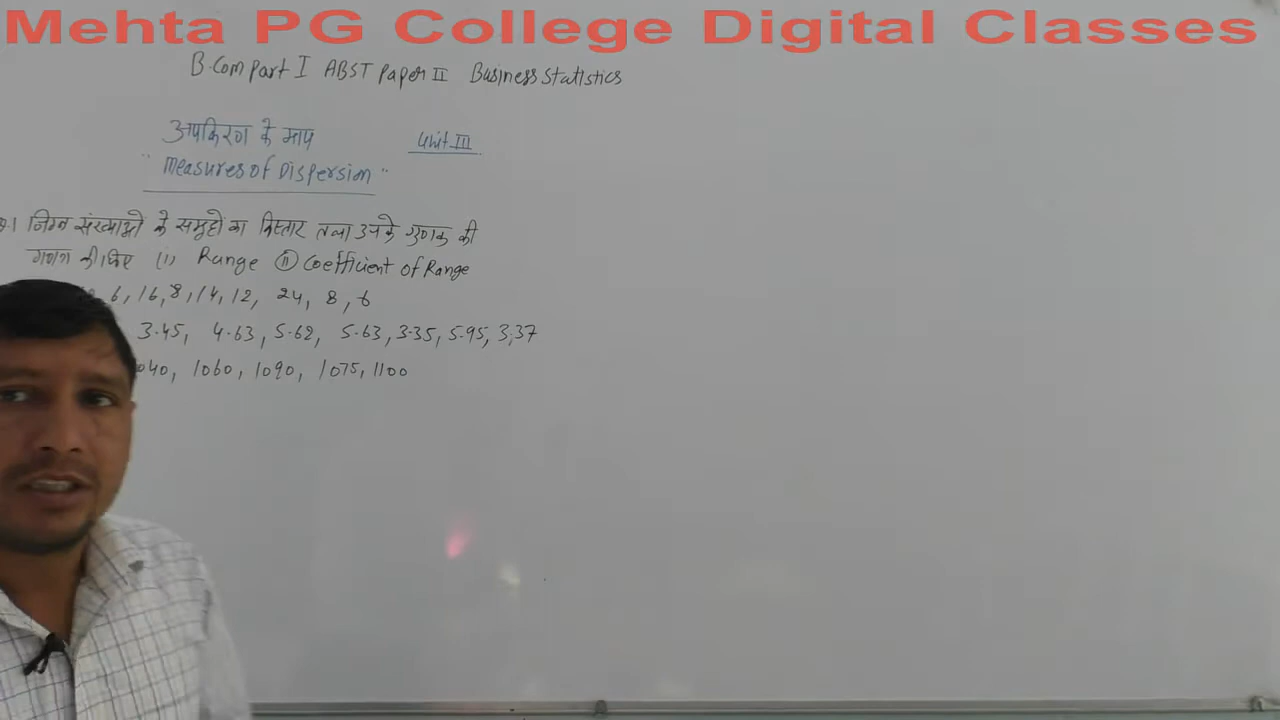 Mehta PG College Digital Classes
B.Com Part I ABST Paper II Business Statistics
अपकिरण के माप Unit III
"Measures of Dispersion"
Q.1 निम्न संख्याओ के समूहों का विस्तार तथा उनके गुणांक की
गणना कीजिए (i) Range (ii) Coefficient of Range
6, 16, 8, 14, 12, 24, 8, 6
3.45, 4.63, 5.62, 5.63, 3.35, 5.95, 3.37
040, 1060, 1090, 1075, 1100